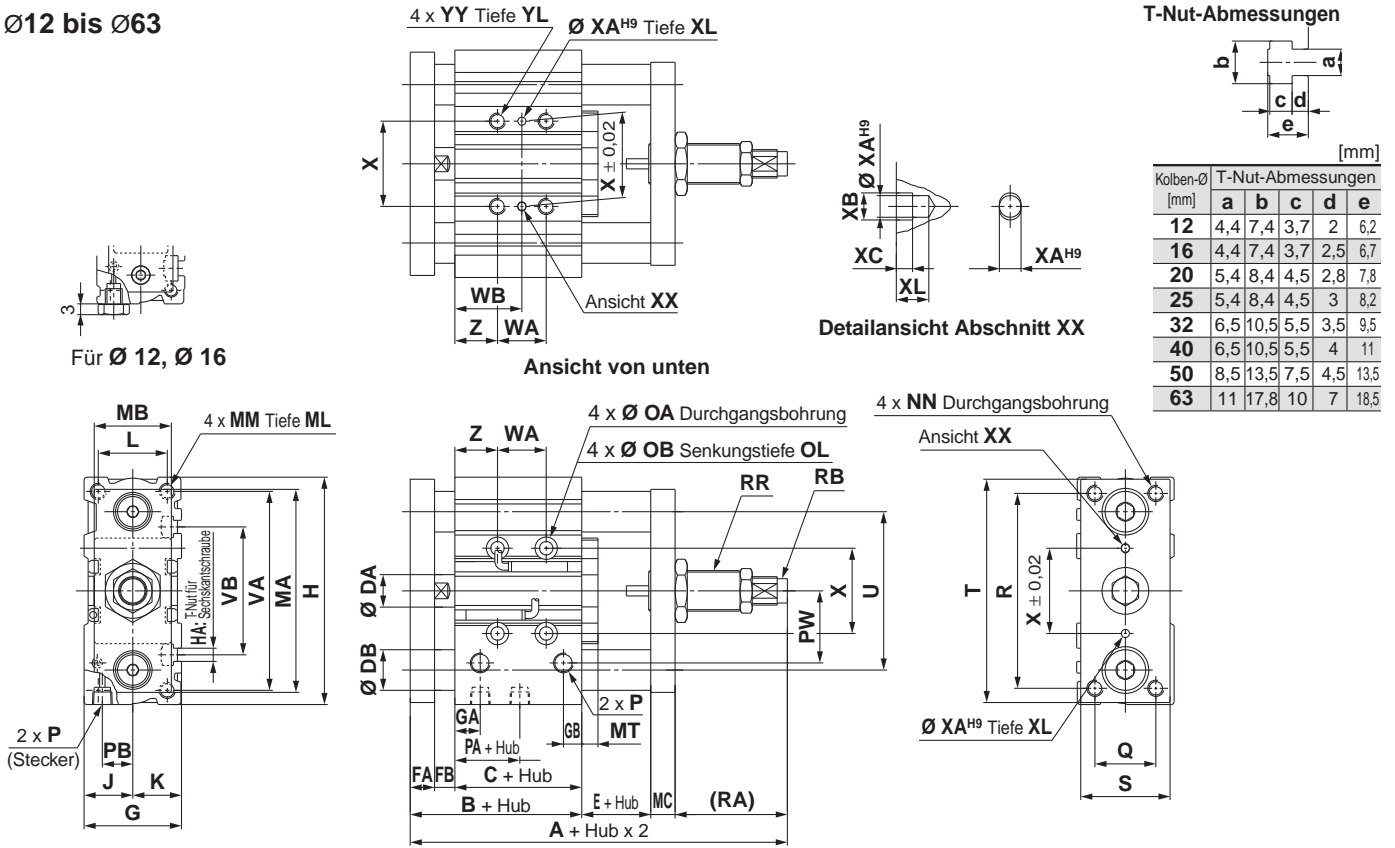 Ø12 bis Ø63
4 x YY Tiefe YL
Ø XAH9 Tiefe XL
X
X ± 0,02
WB
Z
WA
Ansicht XX
Ansicht von unten
3
Für Ø 12, Ø 16
Ø XAH9
XB
XC
XL
XAH9
Detailansicht Abschnitt XX
T-Nut-Abmessungen
b
a
c
d
e
[mm]
Kolben-Ø [mm] T-Nut-Abmessungen
a b c d e
12 4,4 7,4 3,7 2 6,2
16 4,4 7,4 3,7 2,5 6,7
20 5,4 8,4 4,5 2,8 7,8
25 5,4 8,4 4,5 3 8,2
32 6,5 10,5 5,5 3,5 9,5
40 6,5 10,5 5,5 4 11
50 8,5 13,5 7,5 4,5 13,5
63 11 17,8 10 7 18,5
MB
L
4 x MM Tiefe ML
HA: T-Nut für Sechskantschraube
VB
VA
MA
H
2 x P
(Stecker)
PB
J
K
G
4 x Ø OA Durchgangsbohrung
4 x Ø OB Senkungstiefe OL
Z
WA
RR
RB
Ø DA
Ø DB
PW
X
U
2 x P
GA
GB
MT
PA + Hub
FA
FB
C + Hub
B + Hub
E + Hub
MC
(RA)
A + Hub x 2
4 x NN Durchgangsbohrung
Ansicht XX
T
R
X ± 0,02
Ø XAH9 Tiefe XL
Q
S